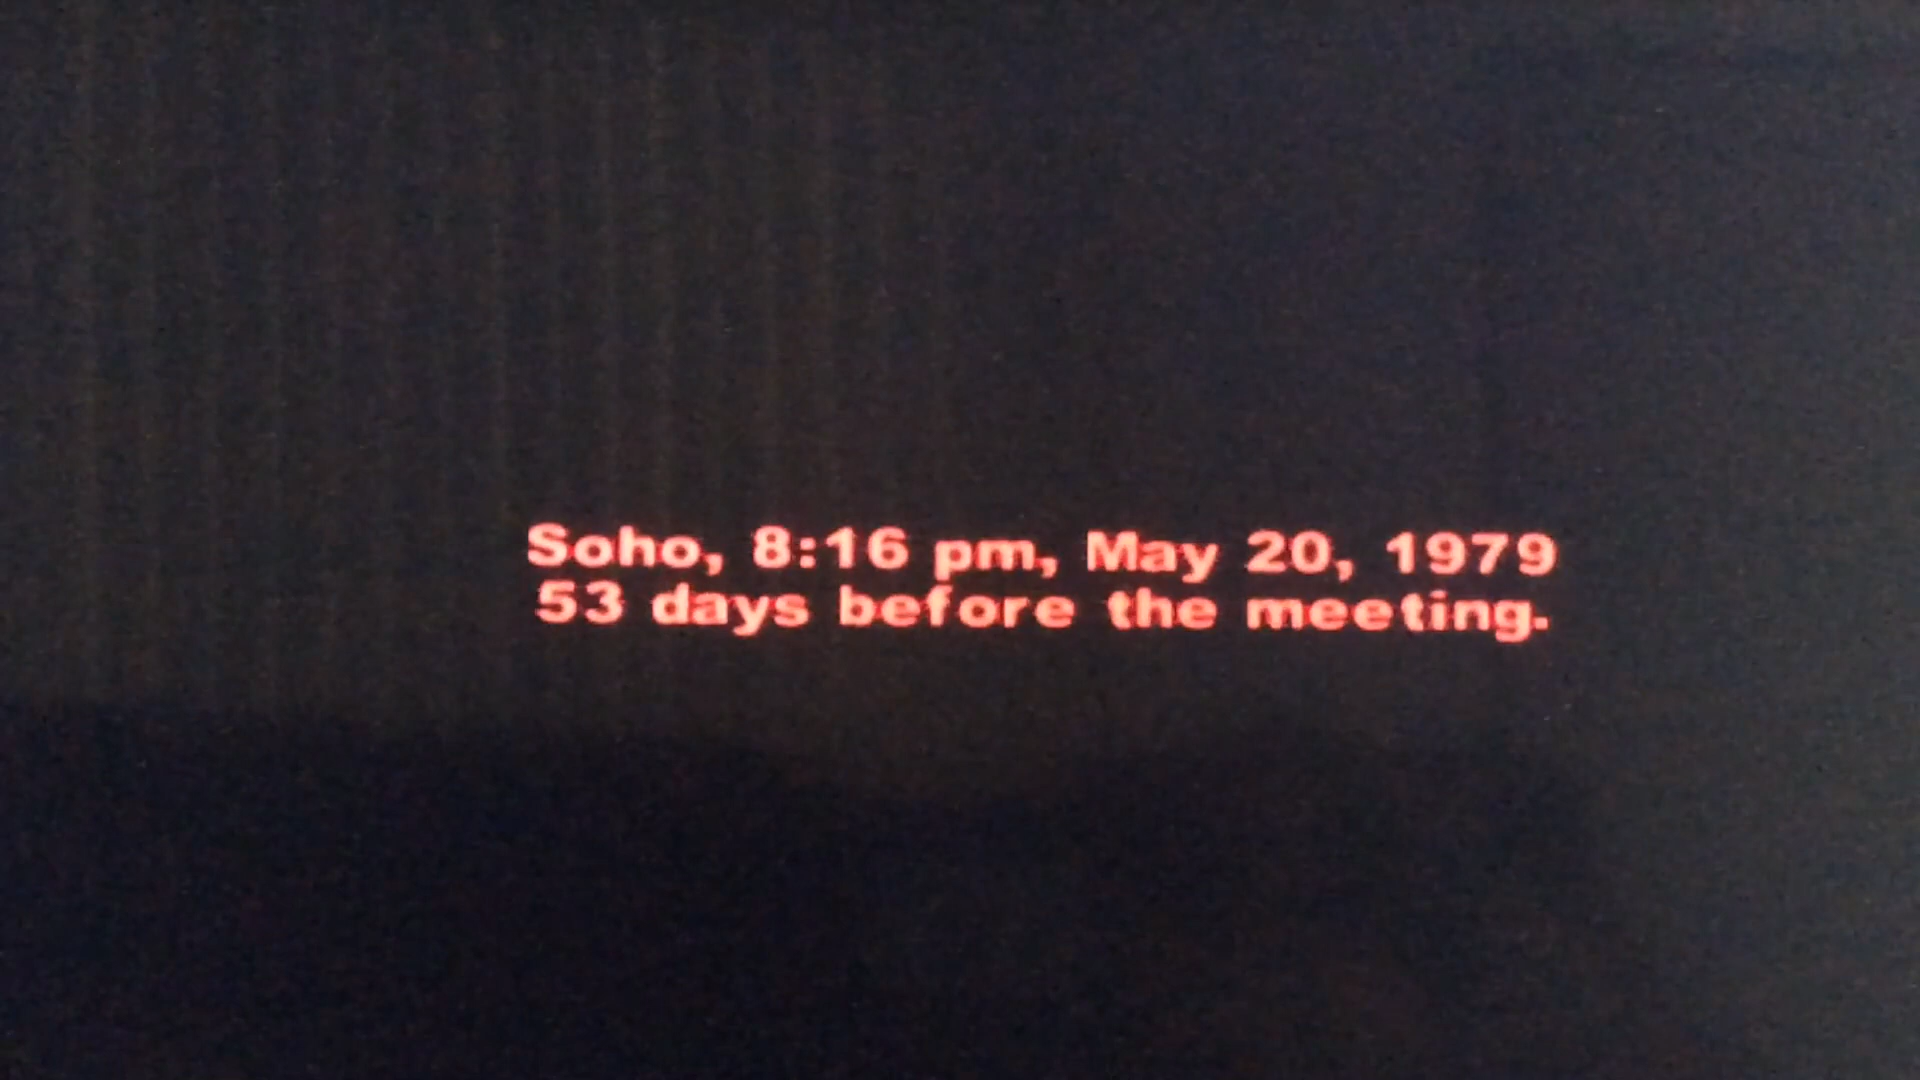 Soho, 8:16 pm, May 20, 1979
53 days before the meeting.